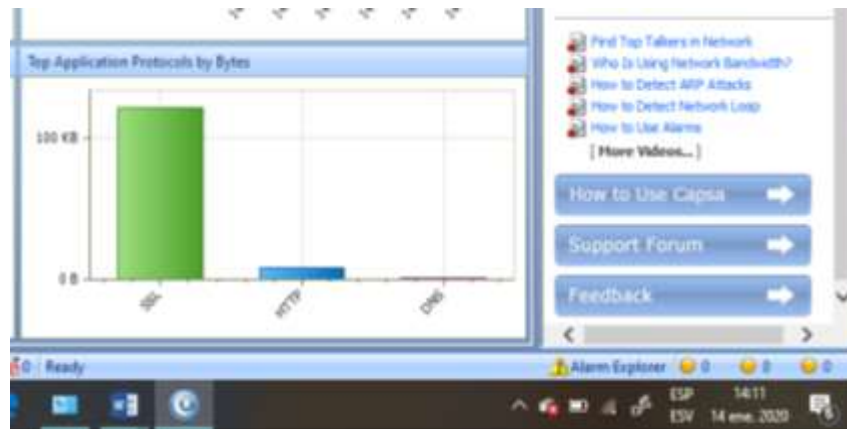 Top Application Protocols by Bytes
100 KB
0 B
SSL
HTTP
DNS
Find Top Talkers in Network
Who Is Using Network Bandwidth?
How to Detect ARP Attacks
How to Detect Network Loop
How to Use Alarms
[ More Videos... ]
How to Use Capsa
Support Forum
Feedback
0 Ready
Alarm Explorer 0 0 0
ESP 14:11
ESV 14 ene. 2020
6